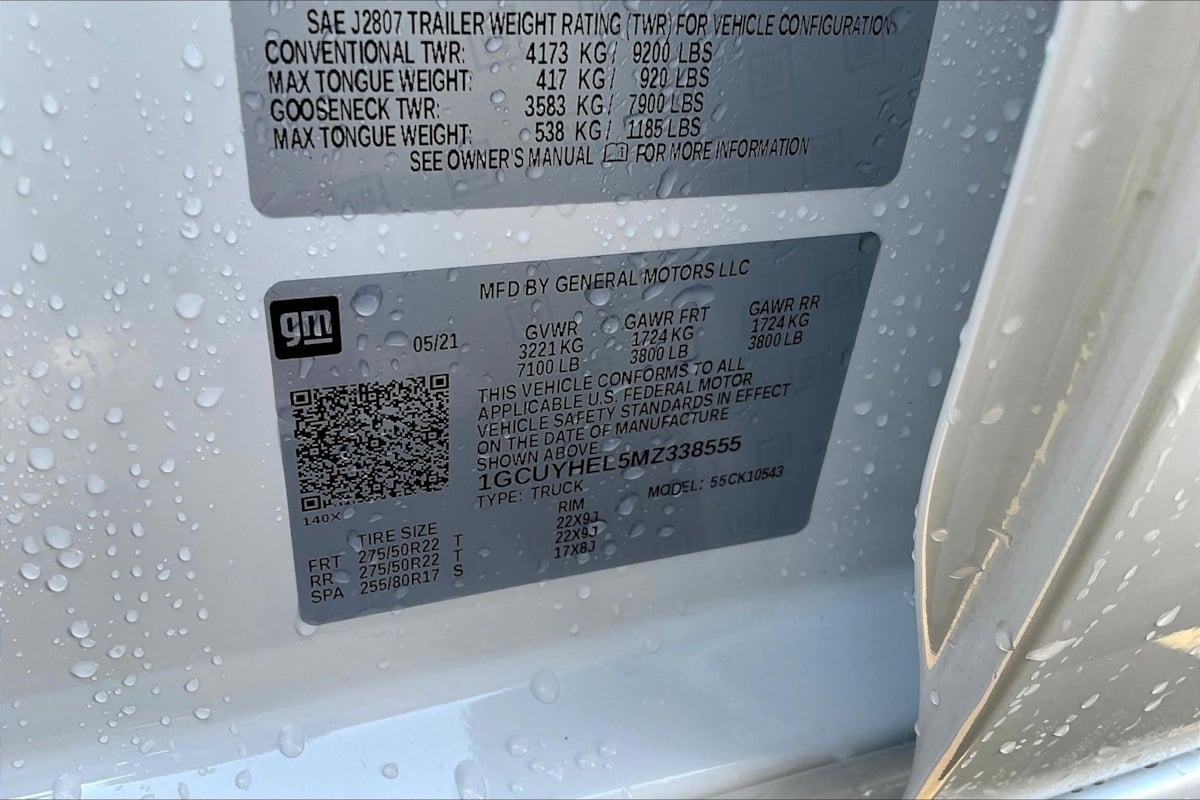 SAE J2807 TRAILER WEIGHT RATING (TWR) FOR VEHICLE CONFIGURATION
CONVENTIONAL TWR: 4173 KG/ 9200 LBS
MAX TONGUE WEIGHT: 417 KG/ 920 LBS
GOOSENECK TWR: 3583 KG/ 7900 LBS
MAX TONGUE WEIGHT: 538 KG/ 1185 LBS
SEE OWNER'S MANUAL FOR MORE INFORMATION
MFD BY GENERAL MOTORS LLC
gm
05/21
GVWR GAWR FRT GAWR RR
3221 KG 1724 KG 1724 KG
7100 LB 3800 LB 3800 LB
THIS VEHICLE CONFORMS TO ALL
APPLICABLE U.S. FEDERAL MOTOR
VEHICLE SAFETY STANDARDS IN EFFECT
ON THE DATE OF MANUFACTURE
SHOWN ABOVE.
1GCUYHEL5MZ338555
TYPE: TRUCK MODEL: 55CK10543
140X
TIRE SIZE RIM
FRT 275/50R22 T 22X9J
RR 275/50R22 T 22X9J
SPA 255/80R17 S 17X8J